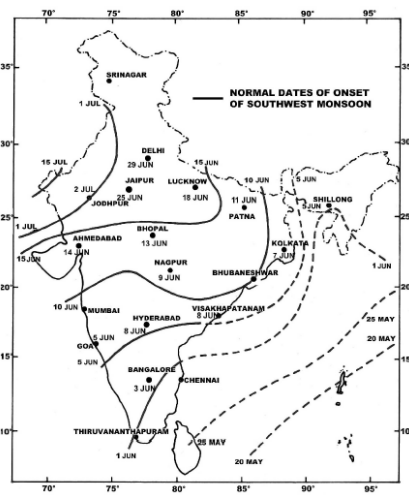 70° 75° 80° 85° 90° 95°
35° 35°
30° 30°
25° 25°
20° 20°
15° 15°
10° 10°
70° 75° 80° 85° 90° 95°
NORMAL DATES OF ONSET
OF SOUTHWEST MONSOON
SRINAGAR
1 JUL
DELHI
29 JUN
15 JUL
15 JUN
10 JUN
5 JUN
2 JUL
JODHPUR
JAIPUR
25 JUN
LUCKNOW
18 JUN
11 JUN
PATNA
5 JUN
SHILLONG
1 JUL
15 JUN
AHMEDABAD
14 JUN
BHOPAL
13 JUN
KOLKATA
7 JUN
1 JUN
NAGPUR
9 JUN
BHUBANESHWAR
10 JUN
MUMBAI
HYDERABAD
8 JUN
VISAKHAPATANAM
8 JUN
25 MAY
20 MAY
5 JUN
GOA
5 JUN
BANGALORE
3 JUN
CHENNAI
THIRUVANANTHAPURAM
1 JUN
25 MAY
20 MAY